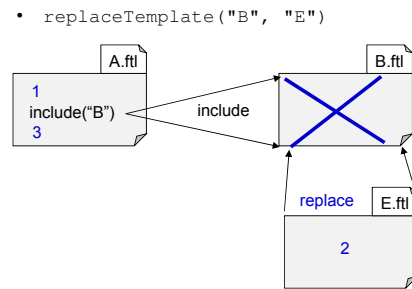 • replaceTemplate("B", "E")
A.ftl
B.ftl
1
include(“B”)
3
include
replace
E.ftl
2